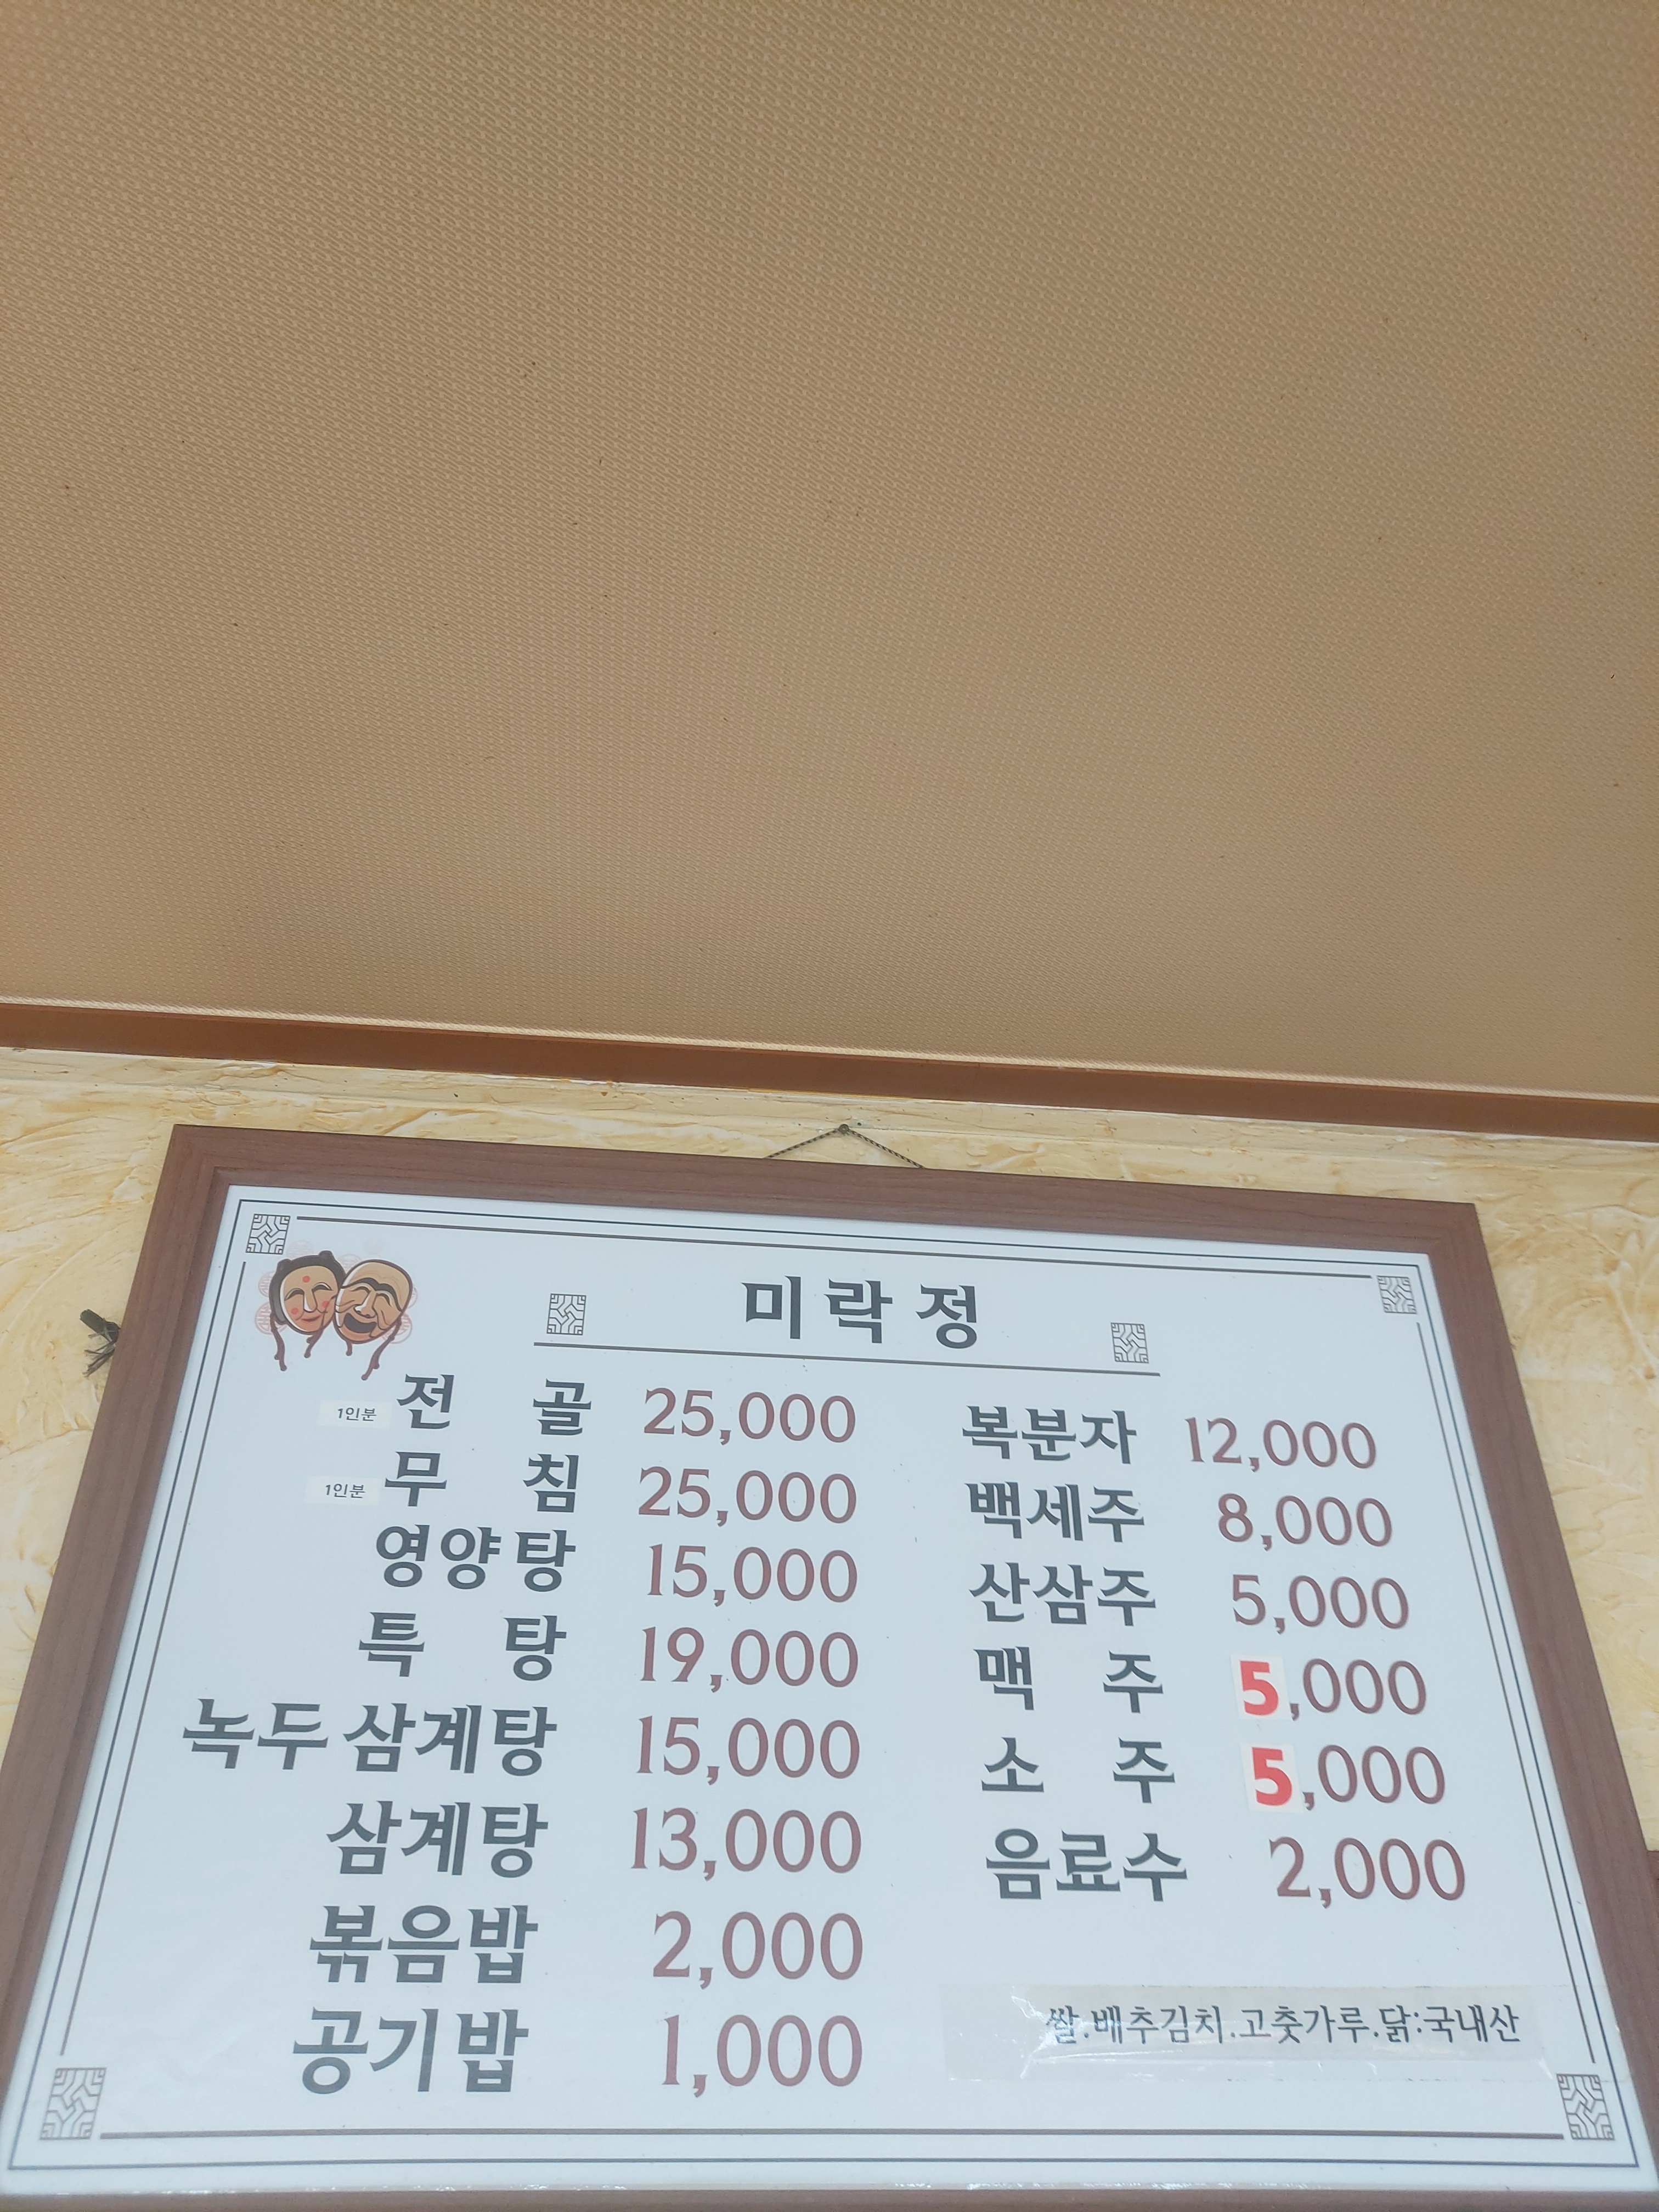 미락정
1인분 전 골 25,000
1인분 무 침 25,000
영양탕 15,000
특 탕 19,000
녹두삼계탕 15,000
삼계탕 13,000
볶음밥 2,000
공기밥 1,000
복분자 12,000
백세주 8,000
산삼주 5,000
맥 주 5,000
소 주 5,000
음료수 2,000
쌀.배추김치.고춧가루.닭:국내산